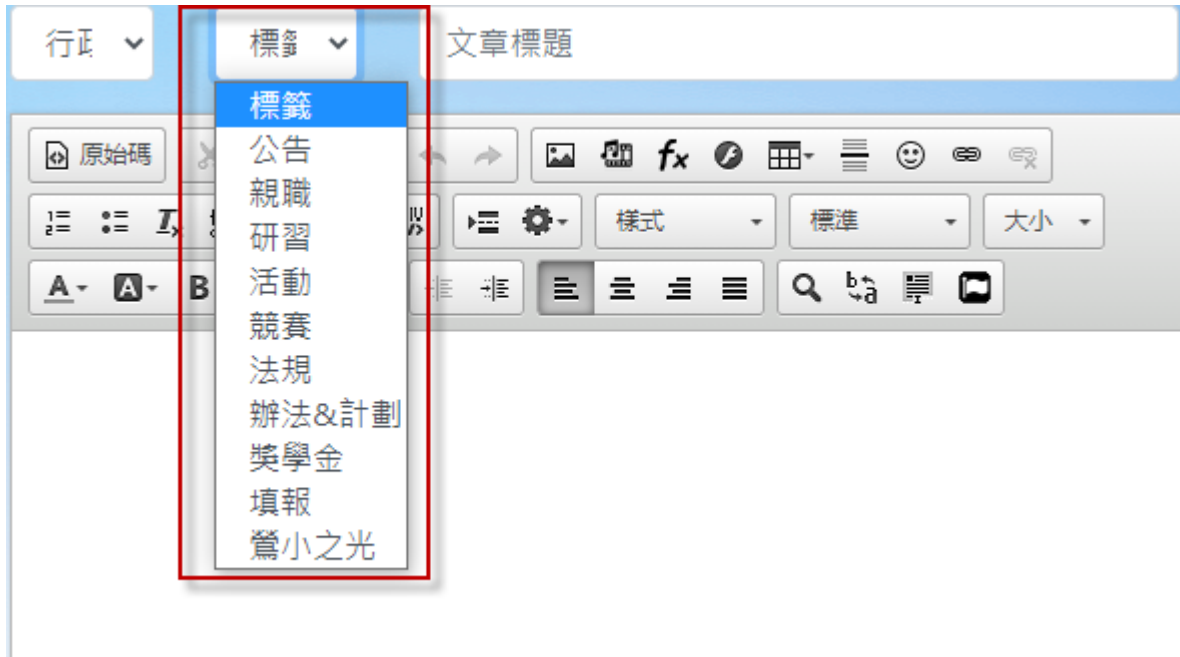 行政 標籤 文章標題
標籤
公告
親職
研習
活動
競賽
法規
辦法&計劃
獎學金
填報
鶯小之光
原始碼
樣式 標準 大小